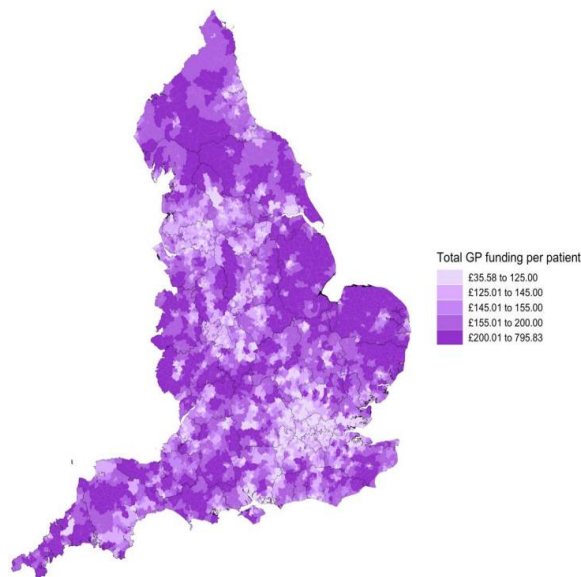 Total GP funding per patient
£35.58 to 125.00
£125.01 to 145.00
£145.01 to 155.00
£155.01 to 200.00
£200.01 to 795.83